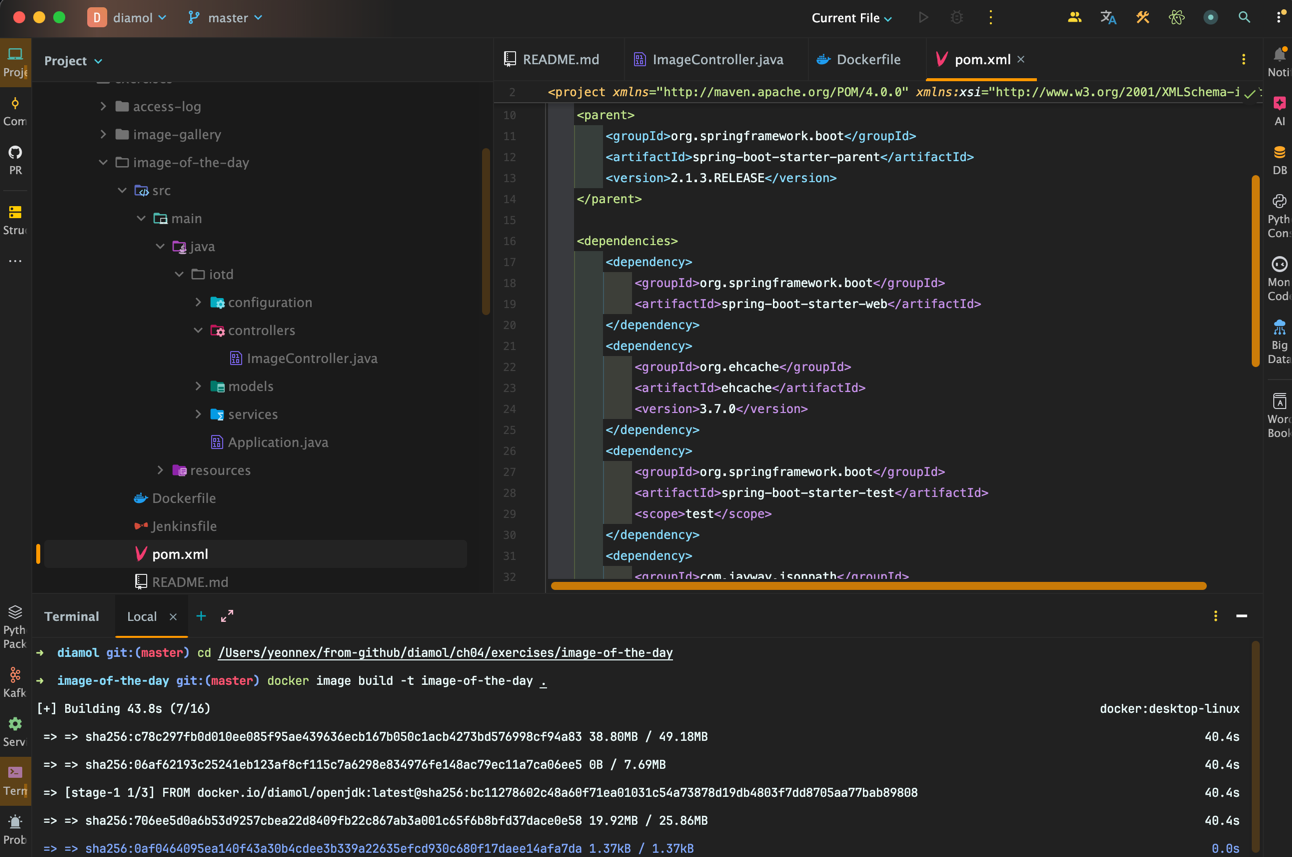 D diamol master Current File
Project
README.md ImageController.java Dockerfile pom.xml
access-log
image-gallery
image-of-the-day
src
main
java
iotd
configuration
controllers
ImageController.java
models
services
Application.java
resources
Dockerfile
Jenkinsfile
pom.xml
README.md
2 <project xmlns="http://maven.apache.org/POM/4.0.0" xmlns:xsi="http://www.w3.org/2001/XMLSchema-i
10 <parent>
11 <groupId>org.springframework.boot</groupId>
12 <artifactId>spring-boot-starter-parent</artifactId>
13 <version>2.1.3.RELEASE</version>
14 </parent>
15
16 <dependencies>
17 <dependency>
18 <groupId>org.springframework.boot</groupId>
19 <artifactId>spring-boot-starter-web</artifactId>
20 </dependency>
21 <dependency>
22 <groupId>org.ehcache</groupId>
23 <artifactId>ehcache</artifactId>
24 <version>3.7.0</version>
25 </dependency>
26 <dependency>
27 <groupId>org.springframework.boot</groupId>
28 <artifactId>spring-boot-starter-test</artifactId>
29 <scope>test</scope>
30 </dependency>
31 <dependency>
32 <groupId>com.jayway.jsonpath</groupId>
Proj
Com
PR
Stru
Pyth
Pack
Kafk
Serv
Term
Prob
Noti
AI
DB
Pyth
Cons
Mon
Code
Big
Data
Word
Book
Terminal Local
→ diamol git:(master) cd /Users/yeonnex/from-github/diamol/ch04/exercises/image-of-the-day
→ image-of-the-day git:(master) docker image build -t image-of-the-day .
[+] Building 43.8s (7/16) docker:desktop-linux
=> => sha256:c78c297fb0d010ee085f95ae439636ecb167b050c1acb4273bd576998cf94a83 38.80MB / 49.18MB 40.4s
=> => sha256:06af62193c25241eb123af8cf115c7a6298e834976fe148ac79ec11a7ca06ee5 0B / 7.69MB 40.4s
=> [stage-1 1/3] FROM docker.io/diamol/openjdk:latest@sha256:bc11278602c48a60f71ea01031c54a73878d19db4803f7dd8705aa77bab89808 40.4s
=> => sha256:706ee5d0a6b53d9257cbea22d8409fb22c867ab3a001c65f6b8bfd37dace0e58 19.92MB / 25.86MB 40.4s
=> => sha256:0af0464095ea140f43a30b4cdee3b339a22635efcd930c680f17daee14afa7da 1.37kB / 1.37kB 0.0s